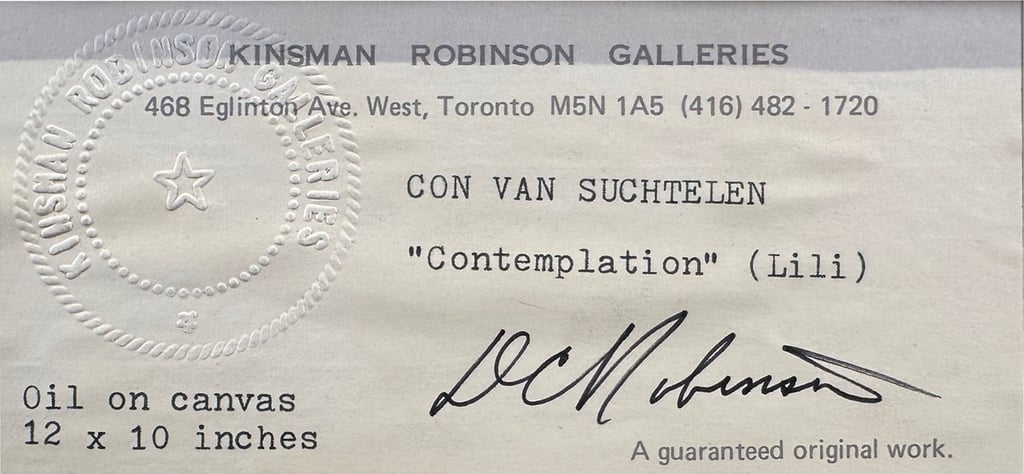 KINSMAN ROBINSON GALLERIES
KINSMAN ROBINSON GALLERIES
468 Eglinton Ave. West, Toronto M5N 1A5 (416) 482 - 1720
CON VAN SUCHTELEN
"Contemplation" (Lili)
D C Robinson
Oil on canvas
12 x 10 inches
A guaranteed original work.